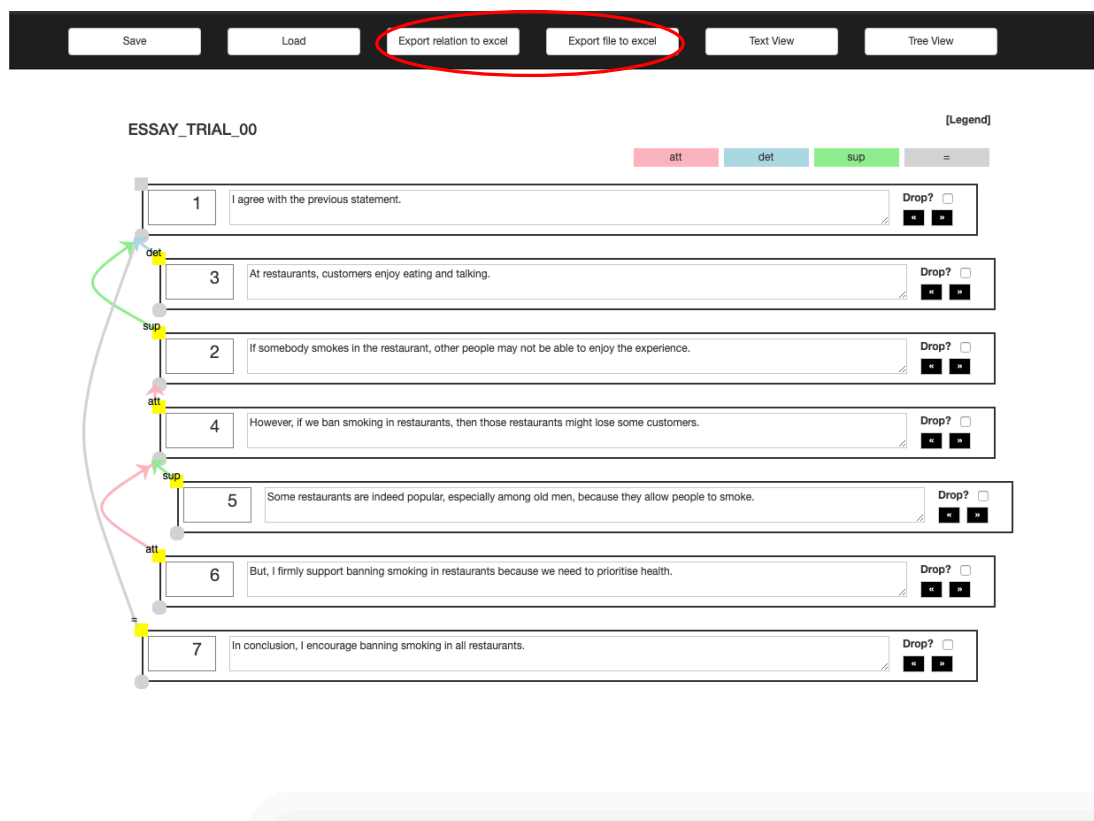 Save Load Export relation to excel Export file to excel Text View Tree View
[Legend]
ESSAY_TRIAL_00
att det sup =
1 I agree with the previous statement. Drop?
« »
det
3 At restaurants, customers enjoy eating and talking. Drop?
« »
sup
2 If somebody smokes in the restaurant, other people may not be able to enjoy the experience. Drop?
« »
att
4 However, if we ban smoking in restaurants, then those restaurants might lose some customers. Drop?
« »
sup
5 Some restaurants are indeed popular, especially among old men, because they allow people to smoke. Drop?
« »
att
6 But, I firmly support banning smoking in restaurants because we need to prioritise health. Drop?
« »
=
7 In conclusion, I encourage banning smoking in all restaurants. Drop?
« »